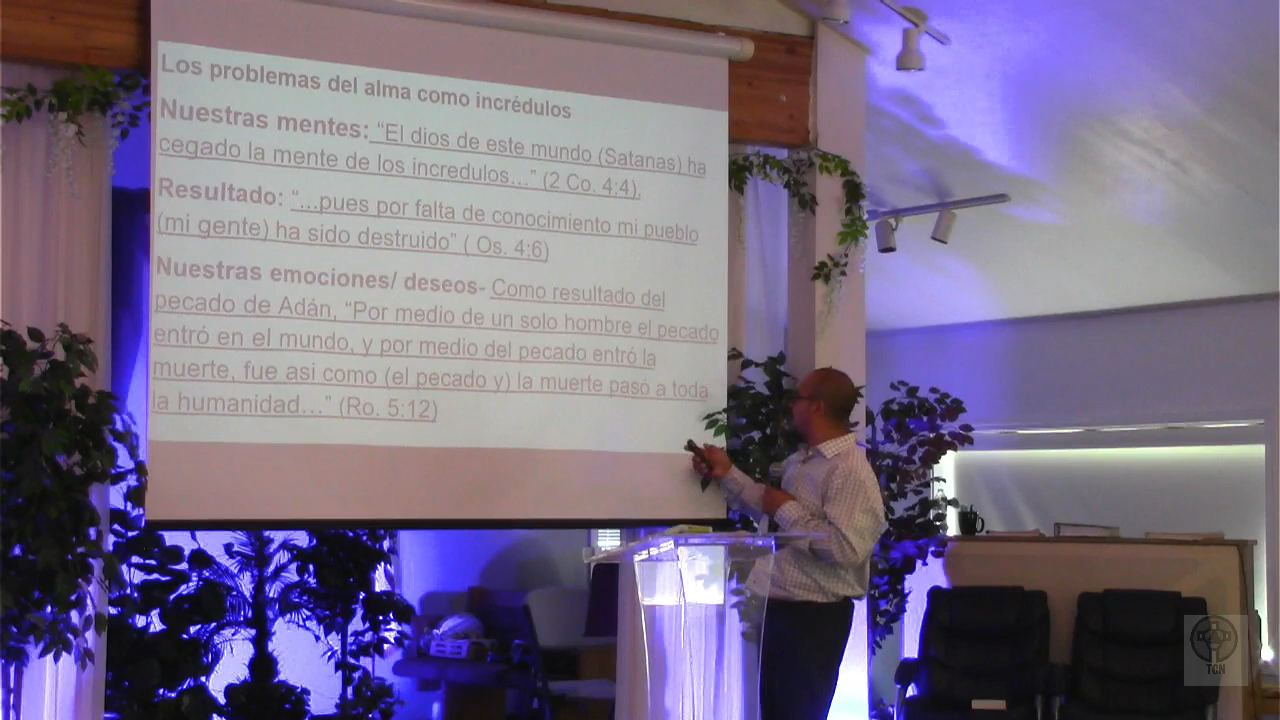 Los problemas del alma como incrédulos
Nuestras mentes: “El dios de este mundo (Satanas) ha
cegado la mente de los incredulos…” (2 Co. 4:4).
Resultado: “…pues por falta de conocimiento mi pueblo
(mi gente) ha sido destruido” ( Os. 4:6)
Nuestras emociones/ deseos- Como resultado del
pecado de Adán, “Por medio de un solo hombre el pecado
entró en el mundo, y por medio del pecado entró la
muerte, fue asi como (el pecado y) la muerte pasó a toda
la humanidad…” (Ro. 5:12)
TGN